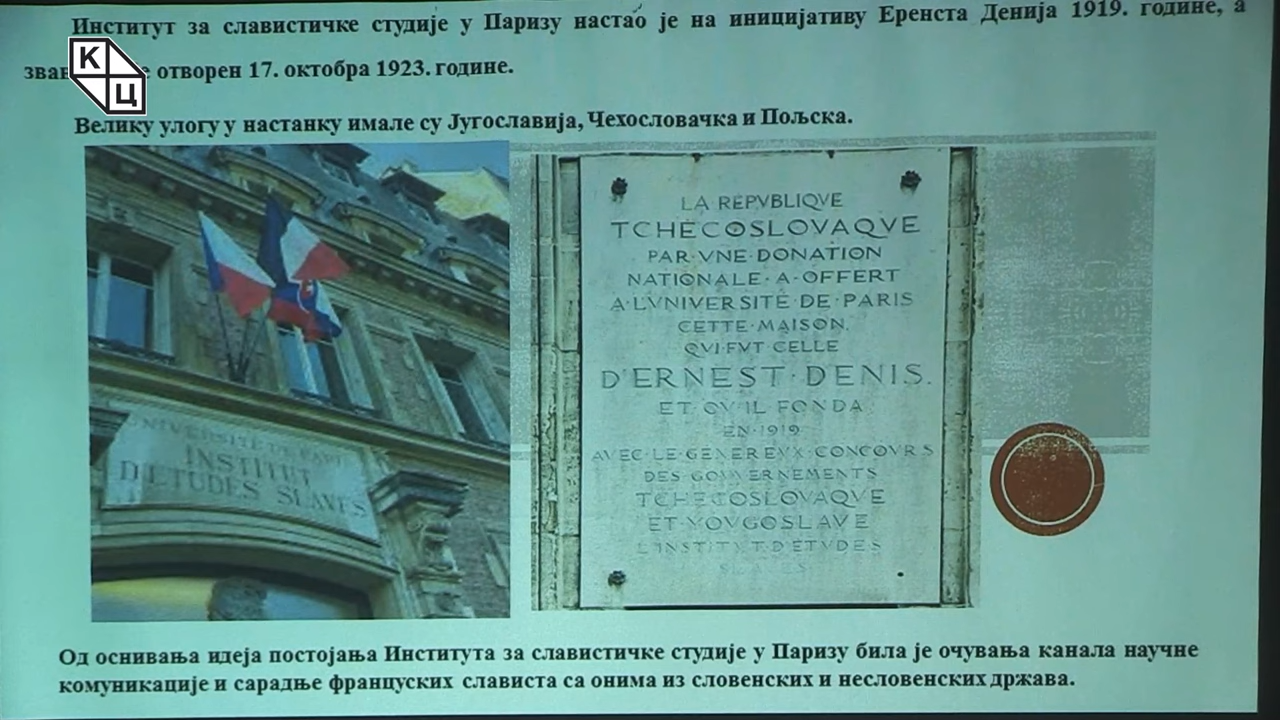 Институт за славистичке студије у Паризу настао је на иницијативу Еренста Денија 1919. године, а
отворен 17. октобра 1923. године.
К
Ц
Велику улогу у настанку имале су Југославија, Чехословачка и Пољска.
INSTITUT
D'ETUDES SLAVES
LA REPVBLIQVE
TCHECOSLOVAQVE
PAR·VNE·DONATION
NATIONALE·A·OFFERT
A·L'VNIVERSITÉ·DE·PARIS
CETTE·MAISON.
QVI·FVT·CELLE
D'ERNEST·DENIS.
ET·QV'IL·FONDA
EN·1919
AVEC·LE·GENEREVX·CONCOVRS
DES·GOVVERNEMENTS
TCHECOSLOVAQVE
ET·YOVGOSLAVE
L'INSTITVT·D'ETVDES
Од оснивања идеја постојања Института за славистичке студије у Паризу била је очувања канала научне
комуникације и сарадње француских слависта са онима из словенских и несловенских држава.